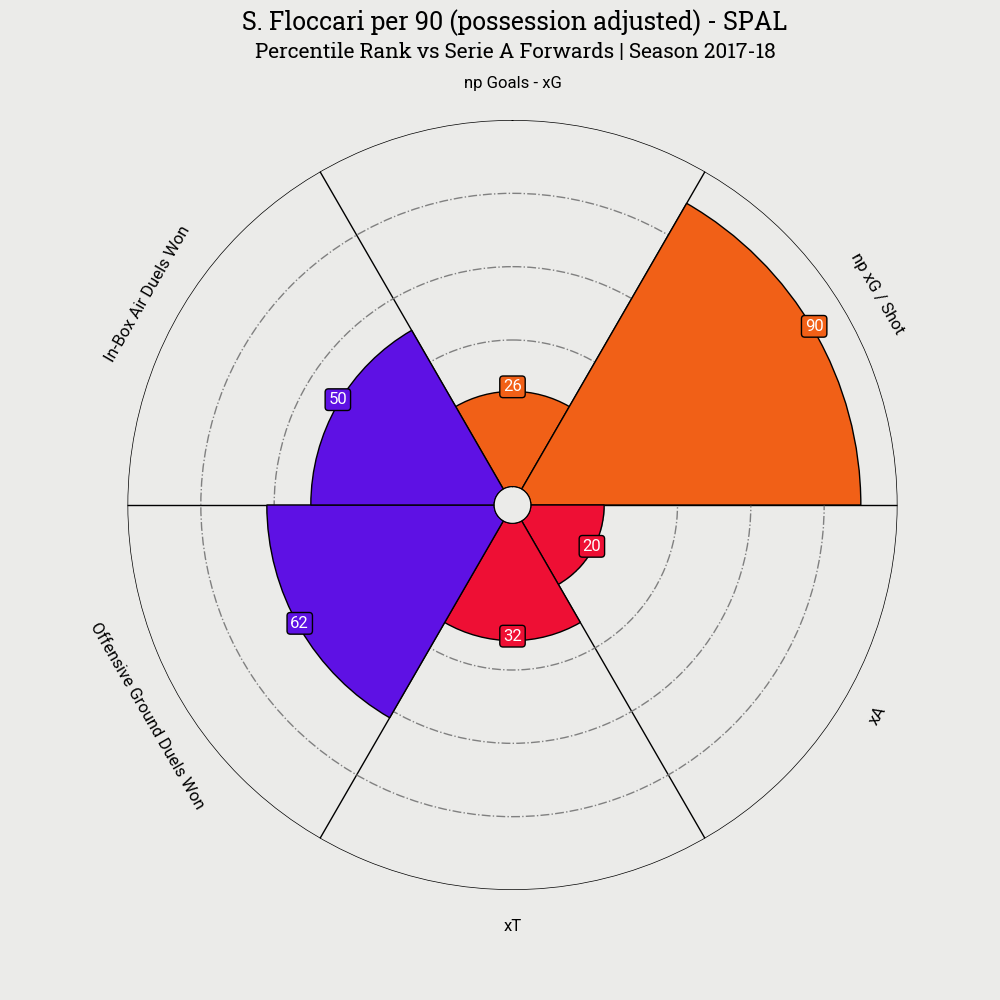 S. Floccari per 90 (possession adjusted) - SPAL
Percentile Rank vs Serie A Forwards | Season 2017-18
np Goals - xG
np xG / Shot
In-Box Air Duels Won
90
26
50
20
62
32
Offensive Ground Duels Won
xA
xT